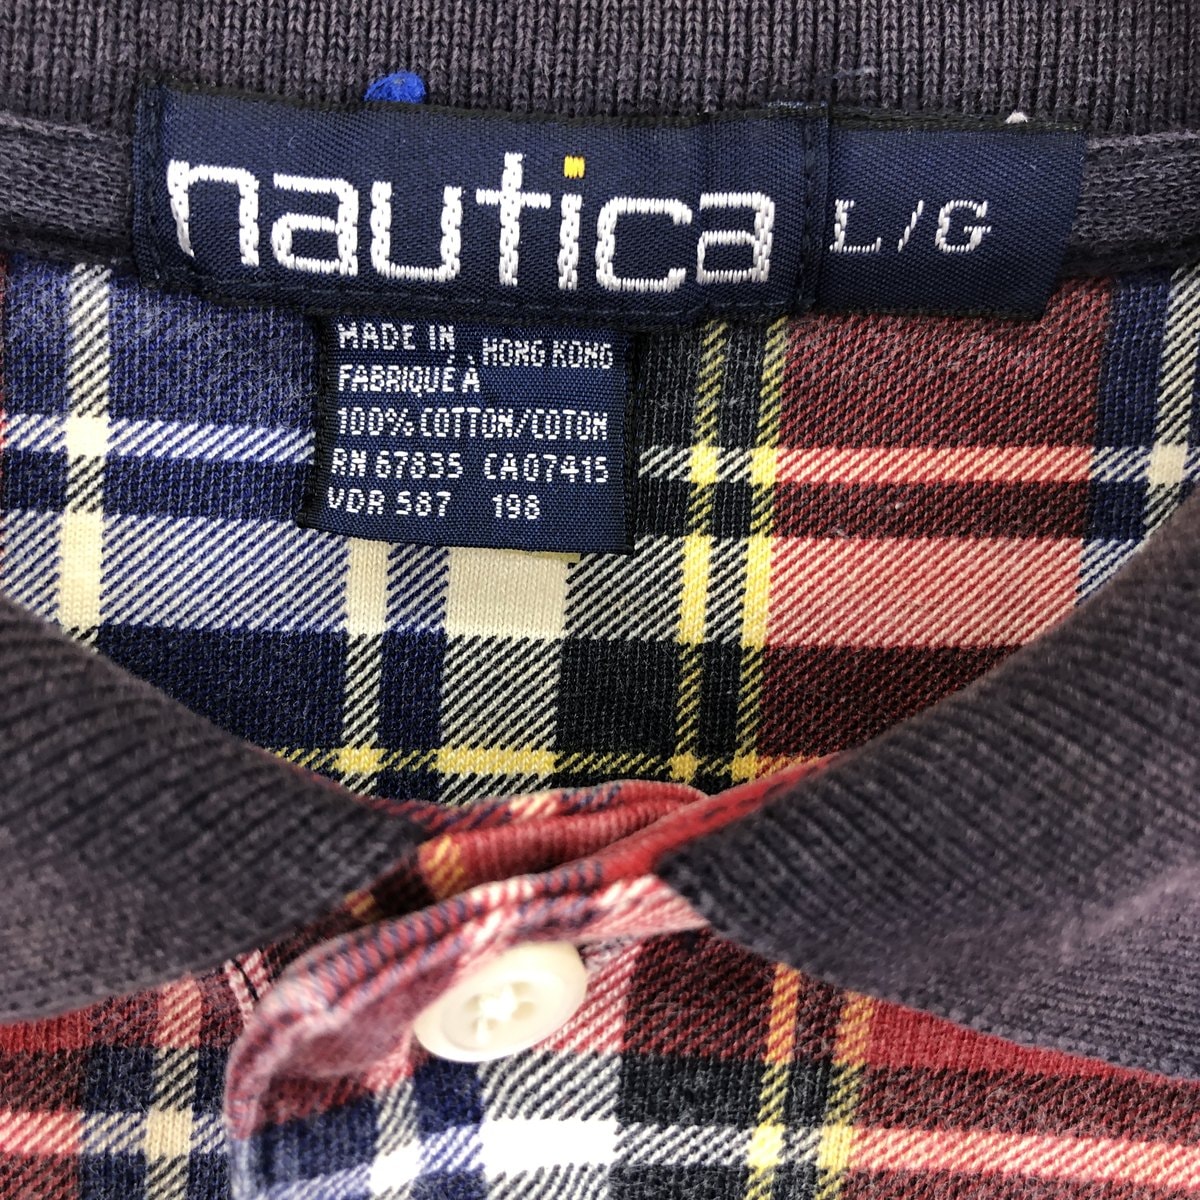 nautica L/G
MADE IN HONG KONG
FABRIQUÉ À
100% COTTON/COTON
RN 67835 CA07415
VDR 587 198